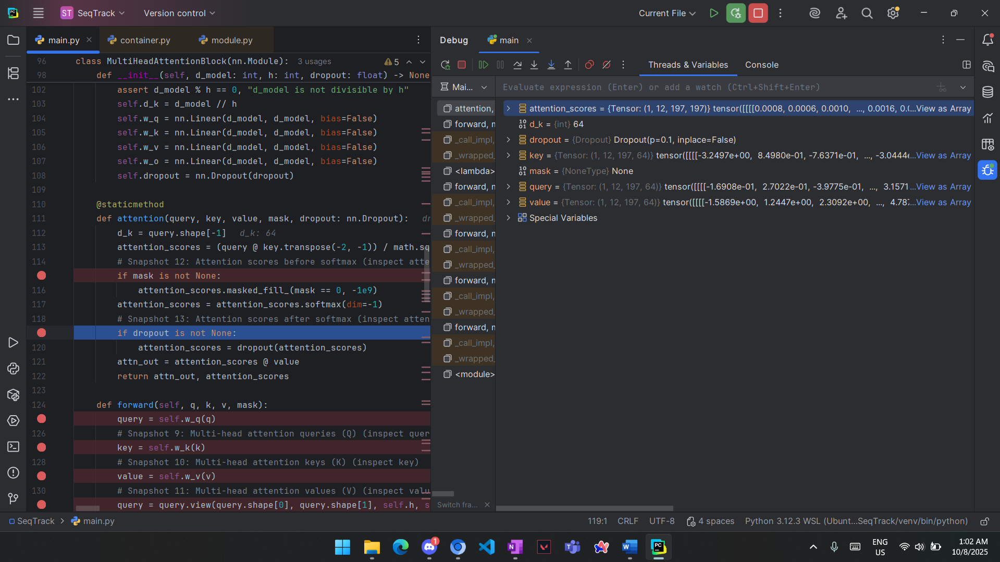 ST SeqTrack Version control Current File
main.py container.py module.py
96 class MultiHeadAttentionBlock(nn.Module): 3 usages 5
98 def __init__(self, d_model: int, h: int, dropout: float) -> None
102 assert d_model % h == 0, "d_model is not divisible by h"
103 self.d_k = d_model // h
104 self.w_q = nn.Linear(d_model, d_model, bias=False)
105 self.w_k = nn.Linear(d_model, d_model, bias=False)
106 self.w_v = nn.Linear(d_model, d_model, bias=False)
107 self.w_o = nn.Linear(d_model, d_model, bias=False)
108 self.dropout = nn.Dropout(dropout)
109
110 @staticmethod
111 def attention(query, key, value, mask, dropout: nn.Dropout): dr
112 d_k = query.shape[-1] d_k: 64
113 attention_scores = (query @ key.transpose(-2, -1)) / math.sq
114 # Snapshot 12: Attention scores before softmax (inspect atte
if mask is not None:
116 attention_scores.masked_fill_(mask == 0, -1e9)
117 attention_scores = attention_scores.softmax(dim=-1)
118 # Snapshot 13: Attention scores after softmax (inspect atten
if dropout is not None:
120 attention_scores = dropout(attention_scores)
121 attn_out = attention_scores @ value
122 return attn_out, attention_scores
123
124 def forward(self, q, k, v, mask):
query = self.w_q(q)
126 # Snapshot 9: Multi-head attention queries (Q) (inspect quer
key = self.w_k(k)
128 # Snapshot 10: Multi-head attention keys (K) (inspect key)
value = self.w_v(v)
130 # Snapshot 11: Multi-head attention values (V) (inspect valu
query = query.view(query.shape[0], query.shape[1], self.h, s
Debug main
Threads & Variables Console
Mai... Evaluate expression (Enter) or add a watch (Ctrl+Shift+Enter)
attention,
forward, m
_call_impl,
_wrapped_
<lambda>
forward, m
_call_impl,
_wrapped_
forward, m
_call_impl,
_wrapped_
forward, m
_call_impl,
_wrapped_
forward, m
_call_impl,
_wrapped_
<module>
Switch fra...
attention_scores = {Tensor: (1, 12, 197, 197)} tensor([[[[0.0008, 0.0006, 0.0010, ..., 0.0016, 0.0...View as Array
d_k = {int} 64
dropout = {Dropout} Dropout(p=0.1, inplace=False)
key = {Tensor: (1, 12, 197, 64)} tensor([[[[-3.2497e+00, 8.4980e-01, -7.6371e-01, ..., -3.0444e...View as Array
mask = {NoneType} None
query = {Tensor: (1, 12, 197, 64)} tensor([[[[-1.6908e-01, 2.7022e-01, -3.9775e-01, ..., 3.1571...View as Array
value = {Tensor: (1, 12, 197, 64)} tensor([[[[-1.5869e+00, 1.2447e+00, 2.3092e+00, ..., 4.787...View as Array
Special Variables
SeqTrack main.py 119:1 CRLF UTF-8 4 spaces Python 3.12.3 WSL (Ubunt...SeqTrack/venv/bin/python)
ENG
US
1:02 AM
10/8/2025